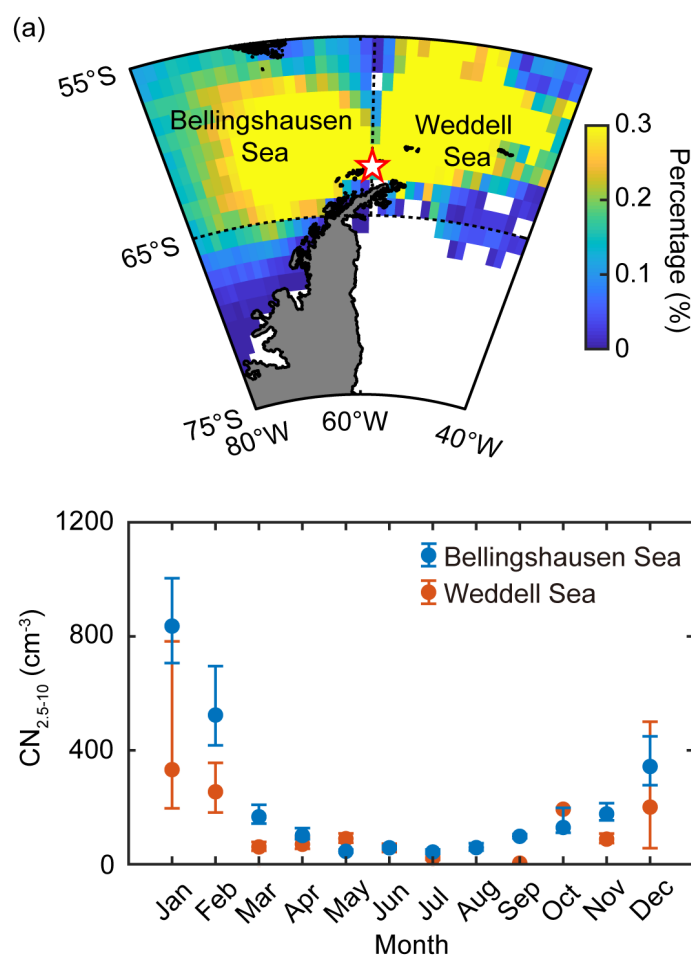 (a)
55°S
Bellingshausen
Sea
Weddell
Sea
65°S
75°S
80°W
60°W
40°W
0.3
0.2
0.1
0
Percentage (%)
1200
800
400
0
CN2.5-10 (cm-3)
Bellingshausen Sea
Weddell Sea
Jan
Feb
Mar
Apr
May
Jun
Jul
Aug
Sep
Oct
Nov
Dec
Month